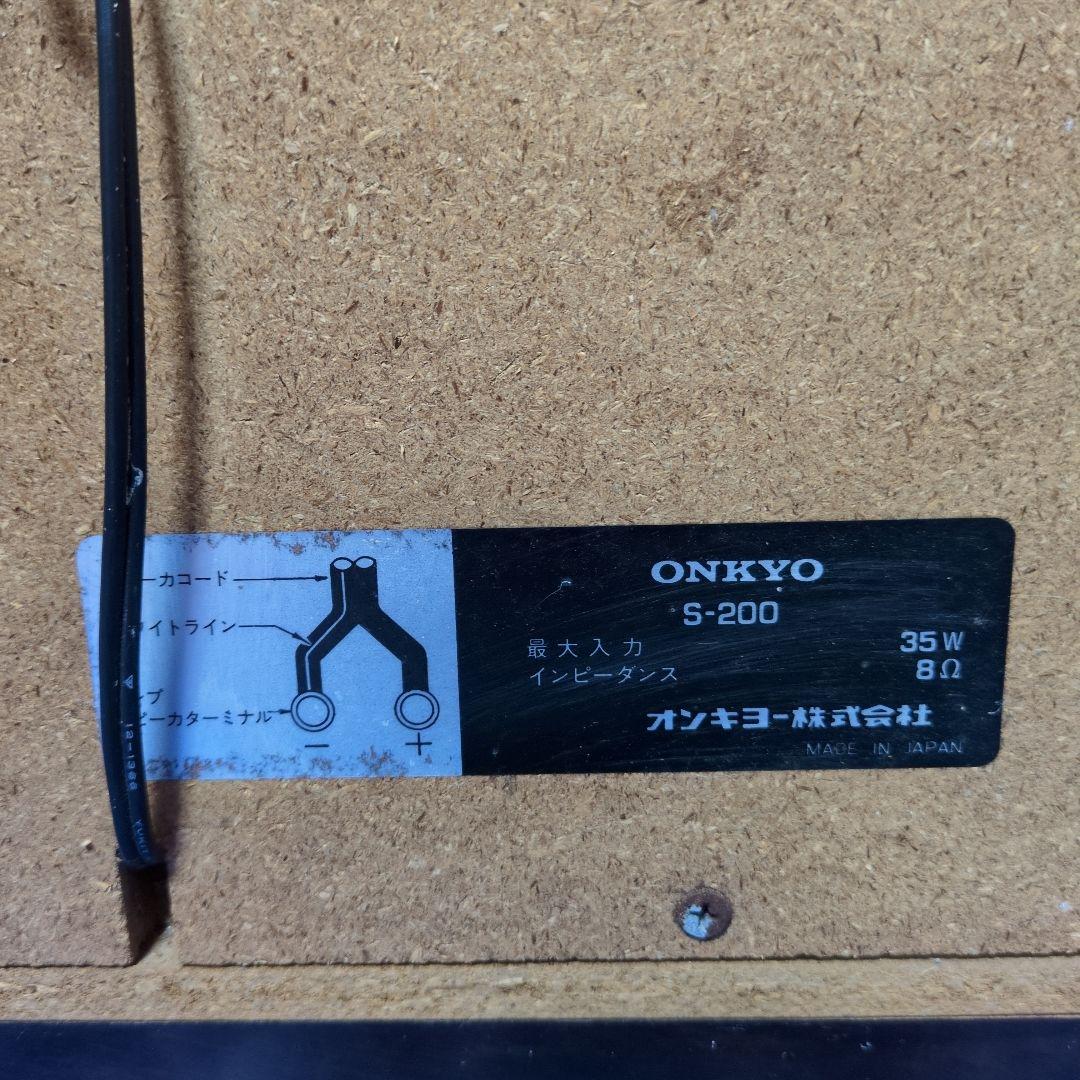 ーカコード
イトライン
プ
ピーカターミナル
－ ＋
ONKYO
S-200
最大入力 35W
インピーダンス 8Ω
オンキヨー株式会社
MADE IN JAPAN